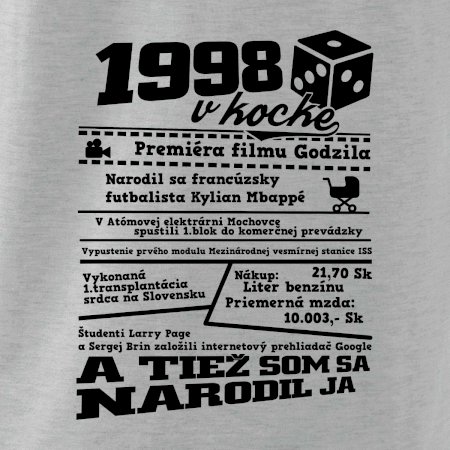 1998
v kocke
Premiéra filmu Godzila
Narodil sa francúzsky
futbalista Kylian Mbappé
V Atómovej elektrárni Mochovce
spustili 1.blok do komerčnej prevádzky
Vypustenie prvého modulu Mezinárodnej vesmírnej stanice ISS
Vykonaná
1.transplantácia
srdca na Slovensku
Nákup: 21,70 Sk
Liter benzínu
Priemerná mzda:
10.003,- Sk
Študenti Larry Page
a Sergej Brin založili internetový prehliadač Google
A TIEŽ SOM SA
NARODIL JA